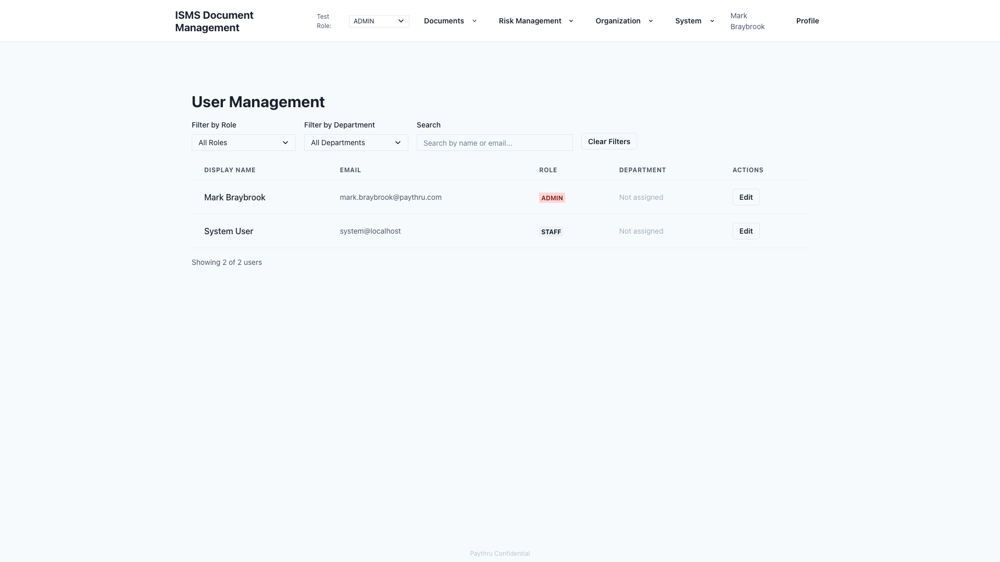 ISMS Document
Management
Test
Role:
ADMIN
Documents
Risk Management
Organization
System
Mark
Braybrook
Profile
User Management
Filter by Role
Filter by Department
Search
All Roles
All Departments
Search by name or email...
Clear Filters
DISPLAY NAME EMAIL ROLE DEPARTMENT ACTIONS
Mark Braybrook mark.braybrook@paythru.com ADMIN Not assigned Edit
System User system@localhost STAFF Not assigned Edit
Showing 2 of 2 users
Paythru Confidential